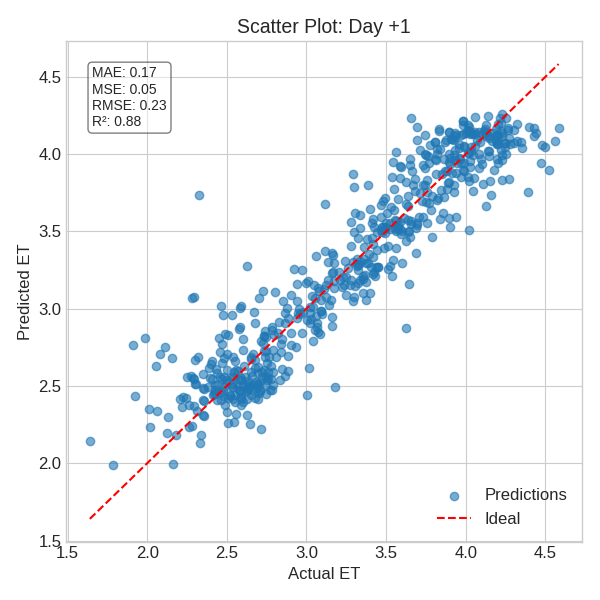 Scatter Plot: Day +1
MAE: 0.17
MSE: 0.05
RMSE: 0.23
R²: 0.88
4.5
4.0
3.5
3.0
2.5
2.0
1.5
Predicted ET
Predictions
Ideal
1.5 2.0 2.5 3.0 3.5 4.0 4.5
Actual ET